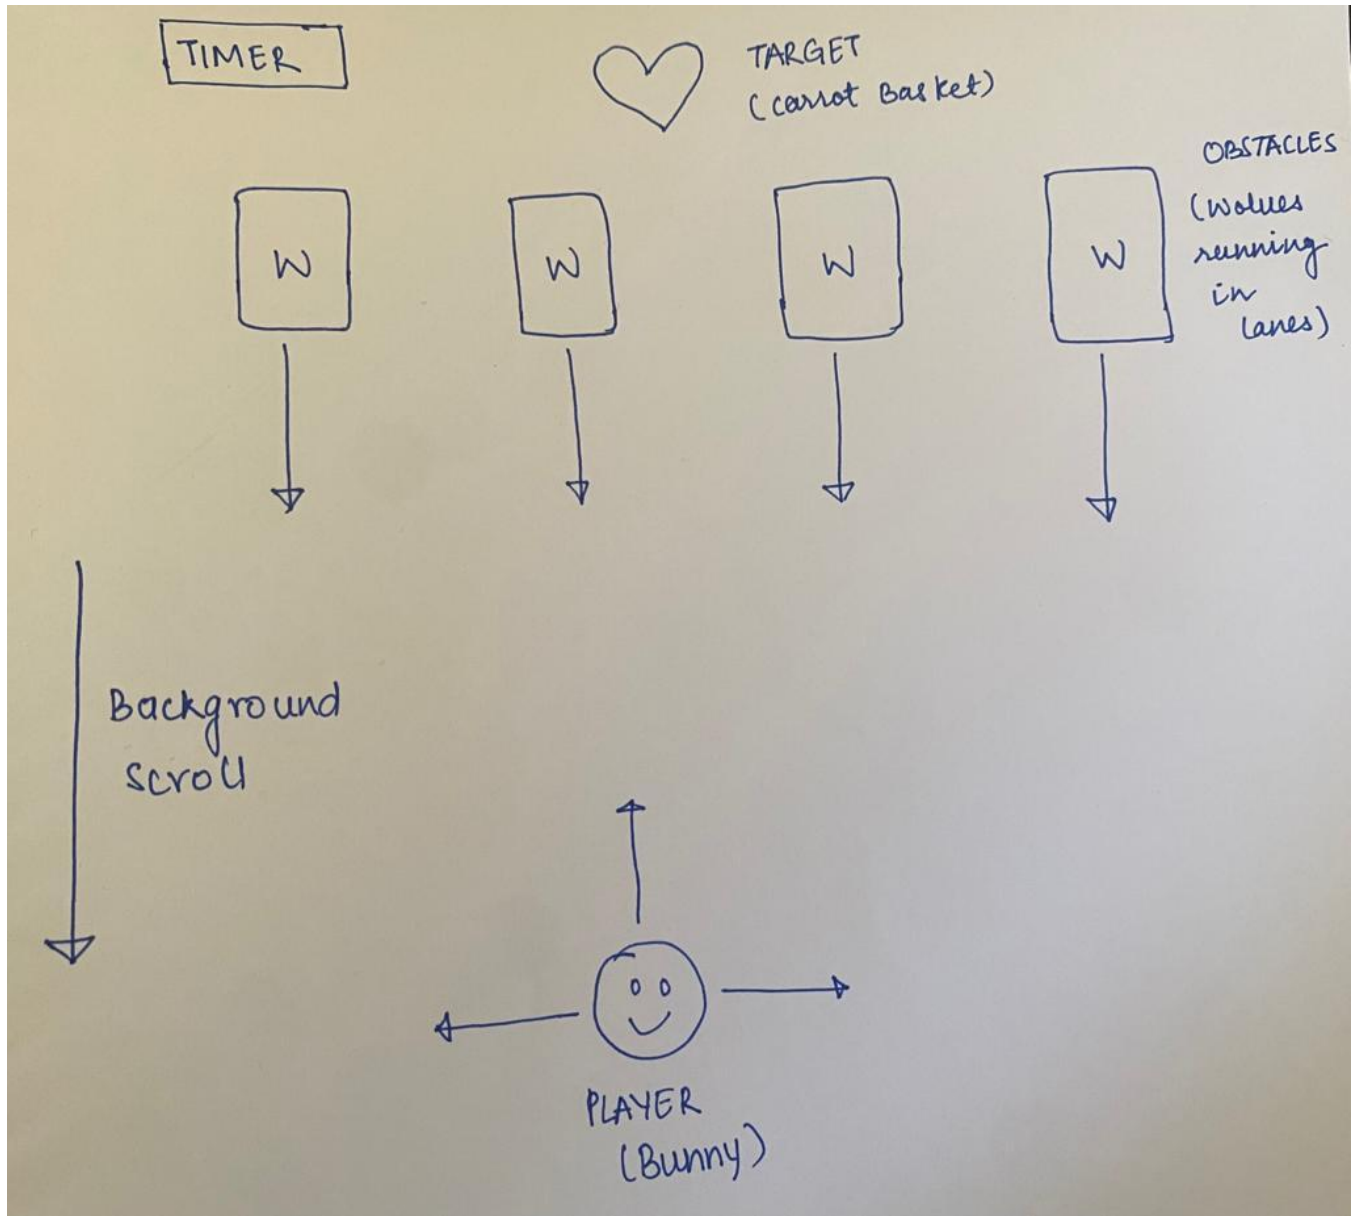 TIMER
TARGET
(Carrot Basket)
OBSTACLES
(Wolves
running
in
lanes)
W
W
W
W
Background
Scroll
PLAYER
(Bunny)